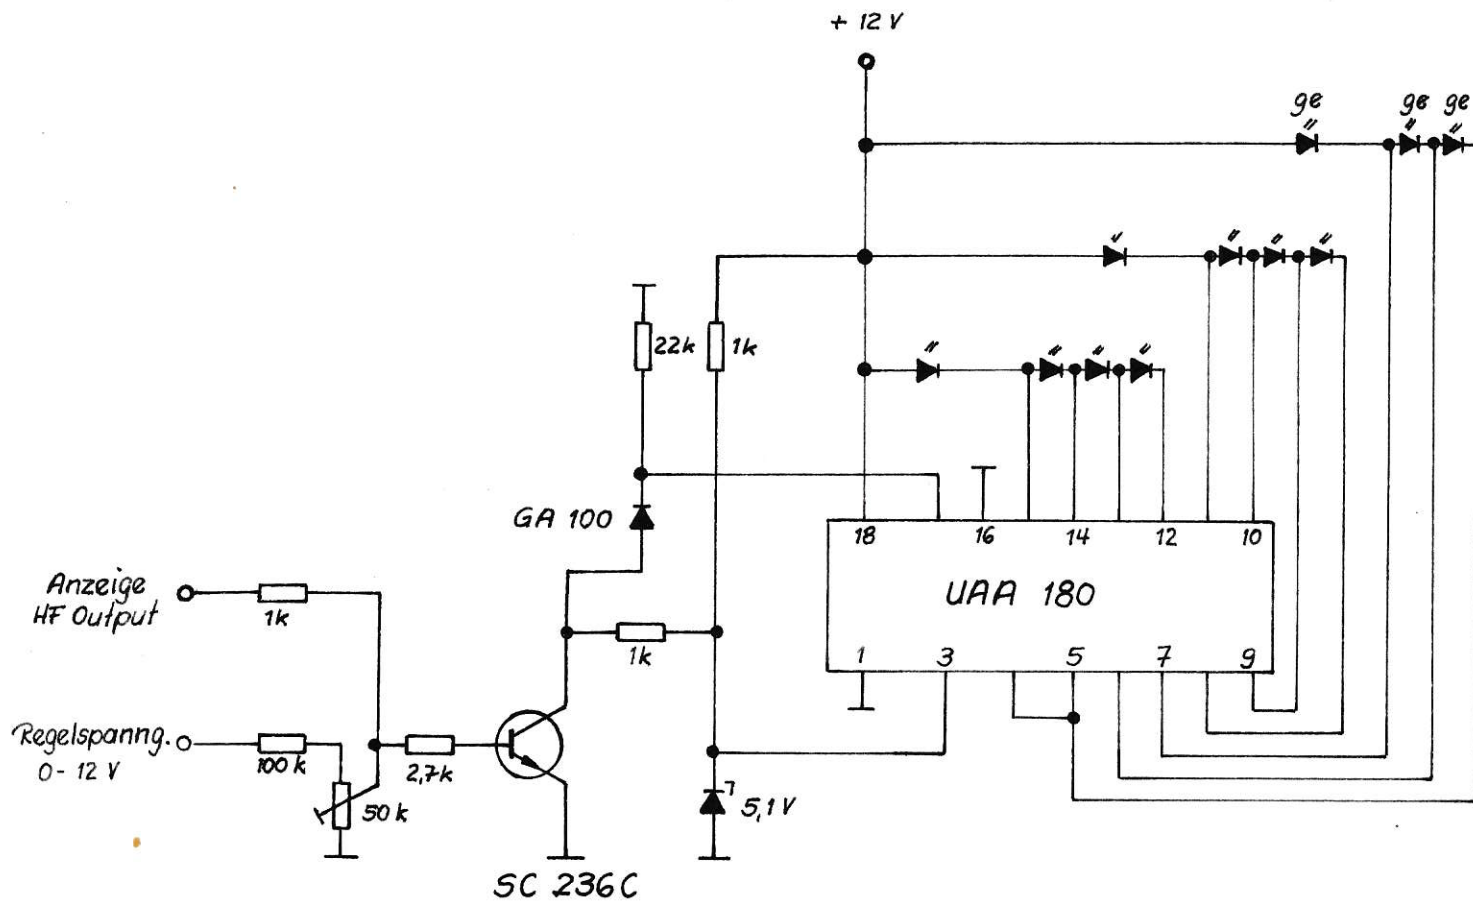 + 12 V
ge
ge
ge
22k
1k
GA 100
18
16
14
12
10
UAA 180
1
3
5
7
9
Anzeige
HF Output
1k
1k
Regelspanng.
0 - 12 V
100 k
50 k
2,7k
5,1 V
SC 236C